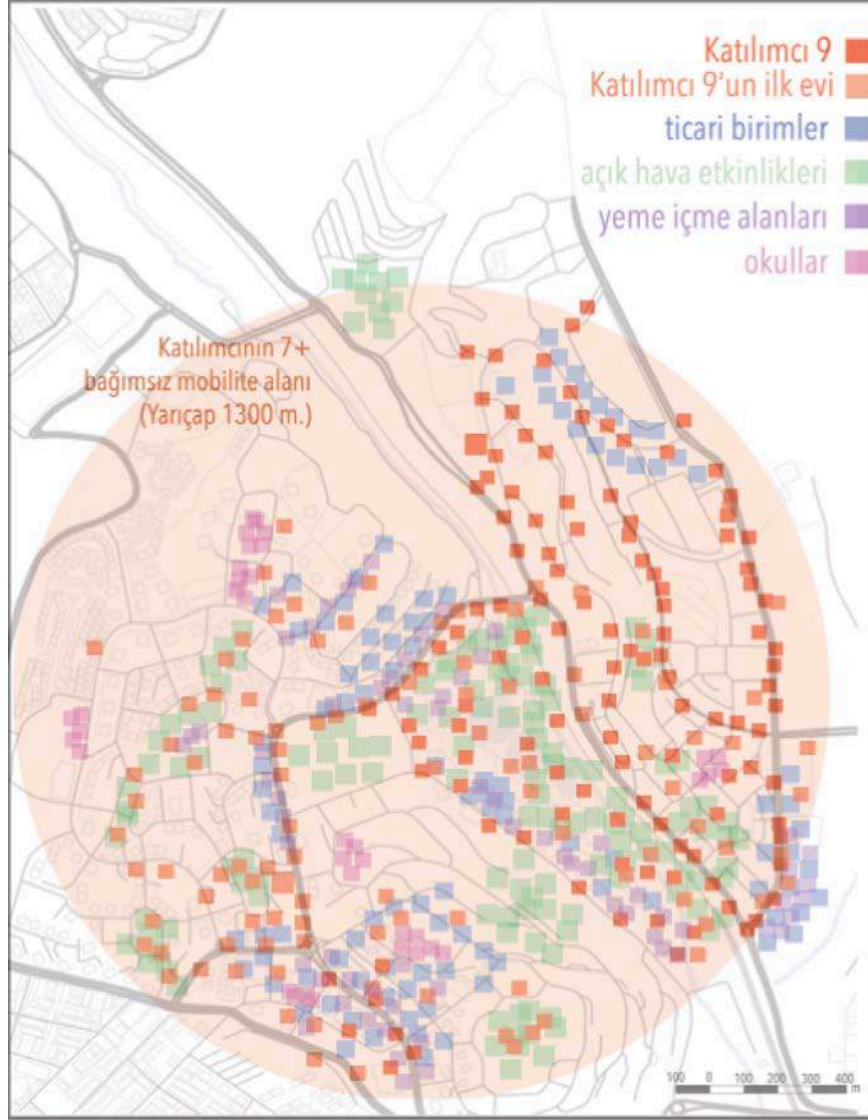 Katılımcı 9
Katılımcı 9'un ilk evi
ticari birimler
açık hava etkinlikleri
yeme içme alanları
okullar
Katılımcının 7+
bağımsız mobilite alanı
(Yarıçap 1300 m.)
100 0 100 200 300 400
m